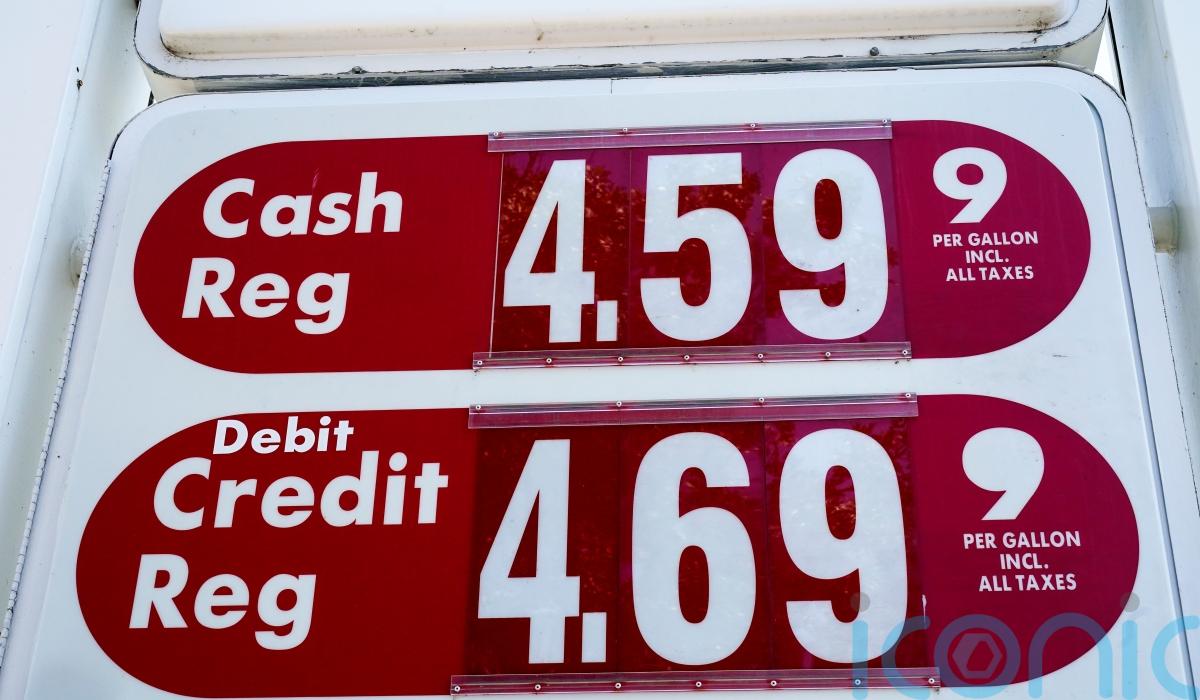 Cash
Reg
4.59 9
PER GALLON
INCL.
ALL TAXES
Debit
Credit
Reg
4.69 9
PER GALLON
INCL.
ALL TAXES
iconic